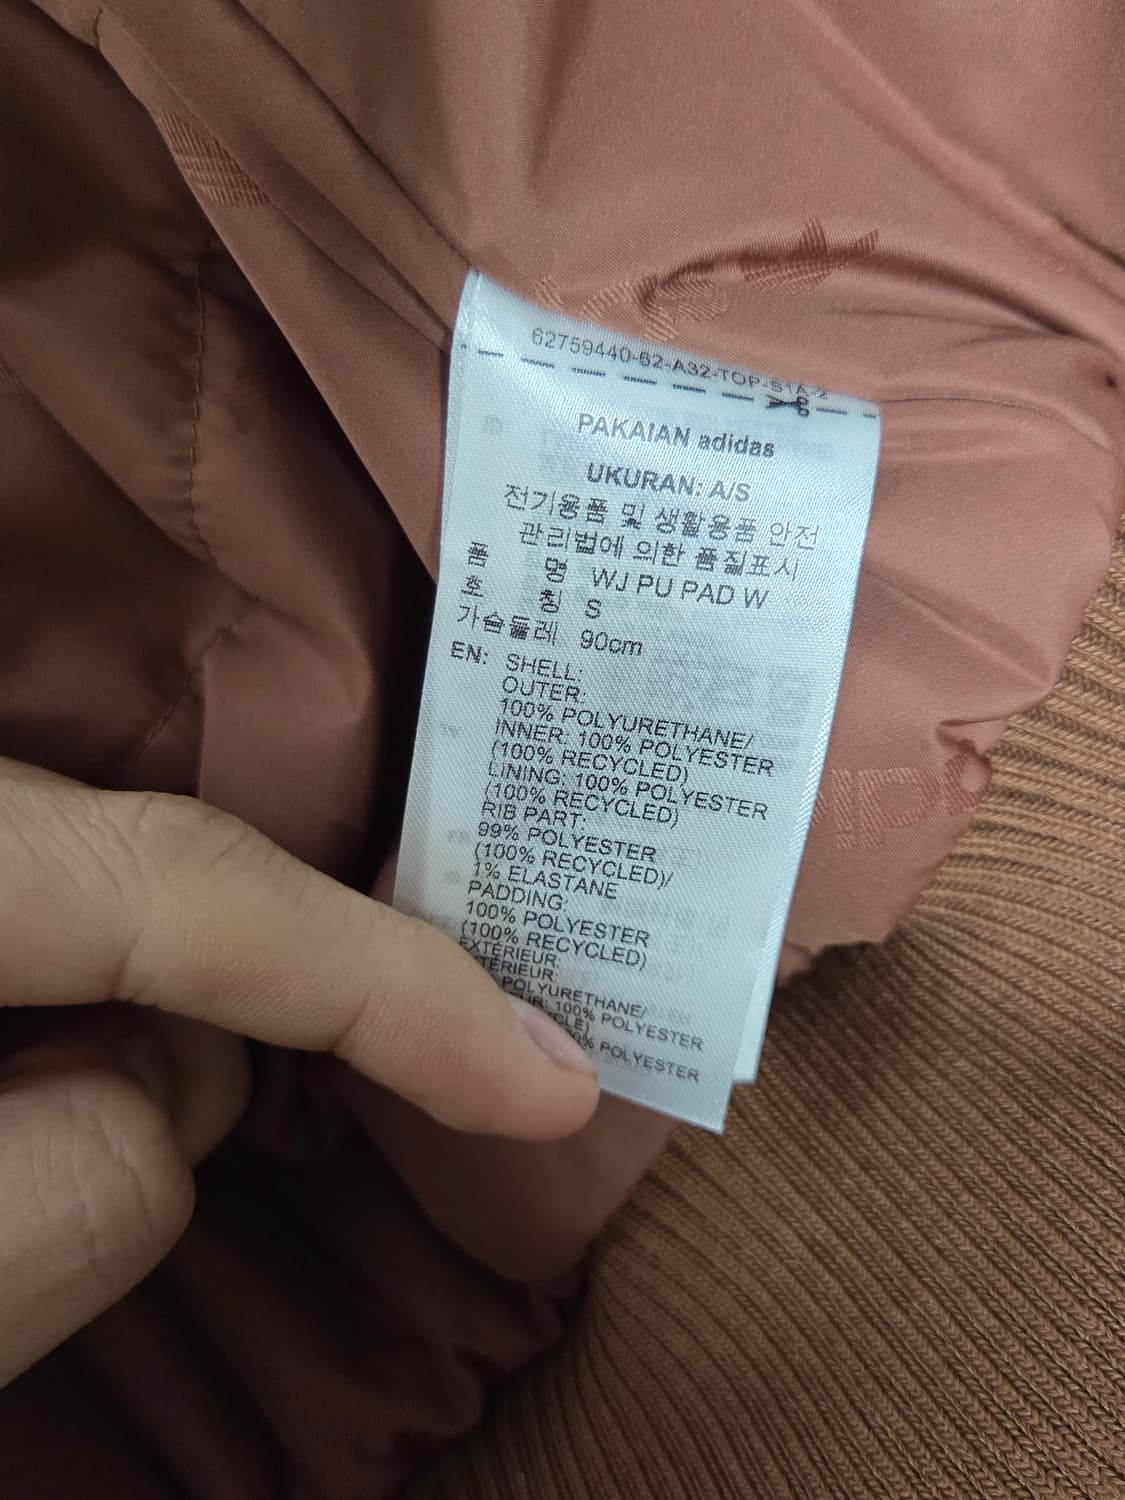 62759440-62-A32-TOP-S1A-2
PAKAIAN adidas
UKURAN: A/S
전기용품 및 생활용품 안전
관리법에 의한 품질표시
품 명 WJ PU PAD W
호 칭 S
가슴둘레 90cm
EN: SHELL:
OUTER:
100% POLYURETHANE/
INNER: 100% POLYESTER
(100% RECYCLED)
LINING: 100% POLYESTER
(100% RECYCLED)
RIB PART:
99% POLYESTER
(100% RECYCLED)/
1% ELASTANE
PADDING:
100% POLYESTER
(100% RECYCLED)
EXTÉRIEUR:
POLYURETHANE/
100% POLYESTER
POLYESTER